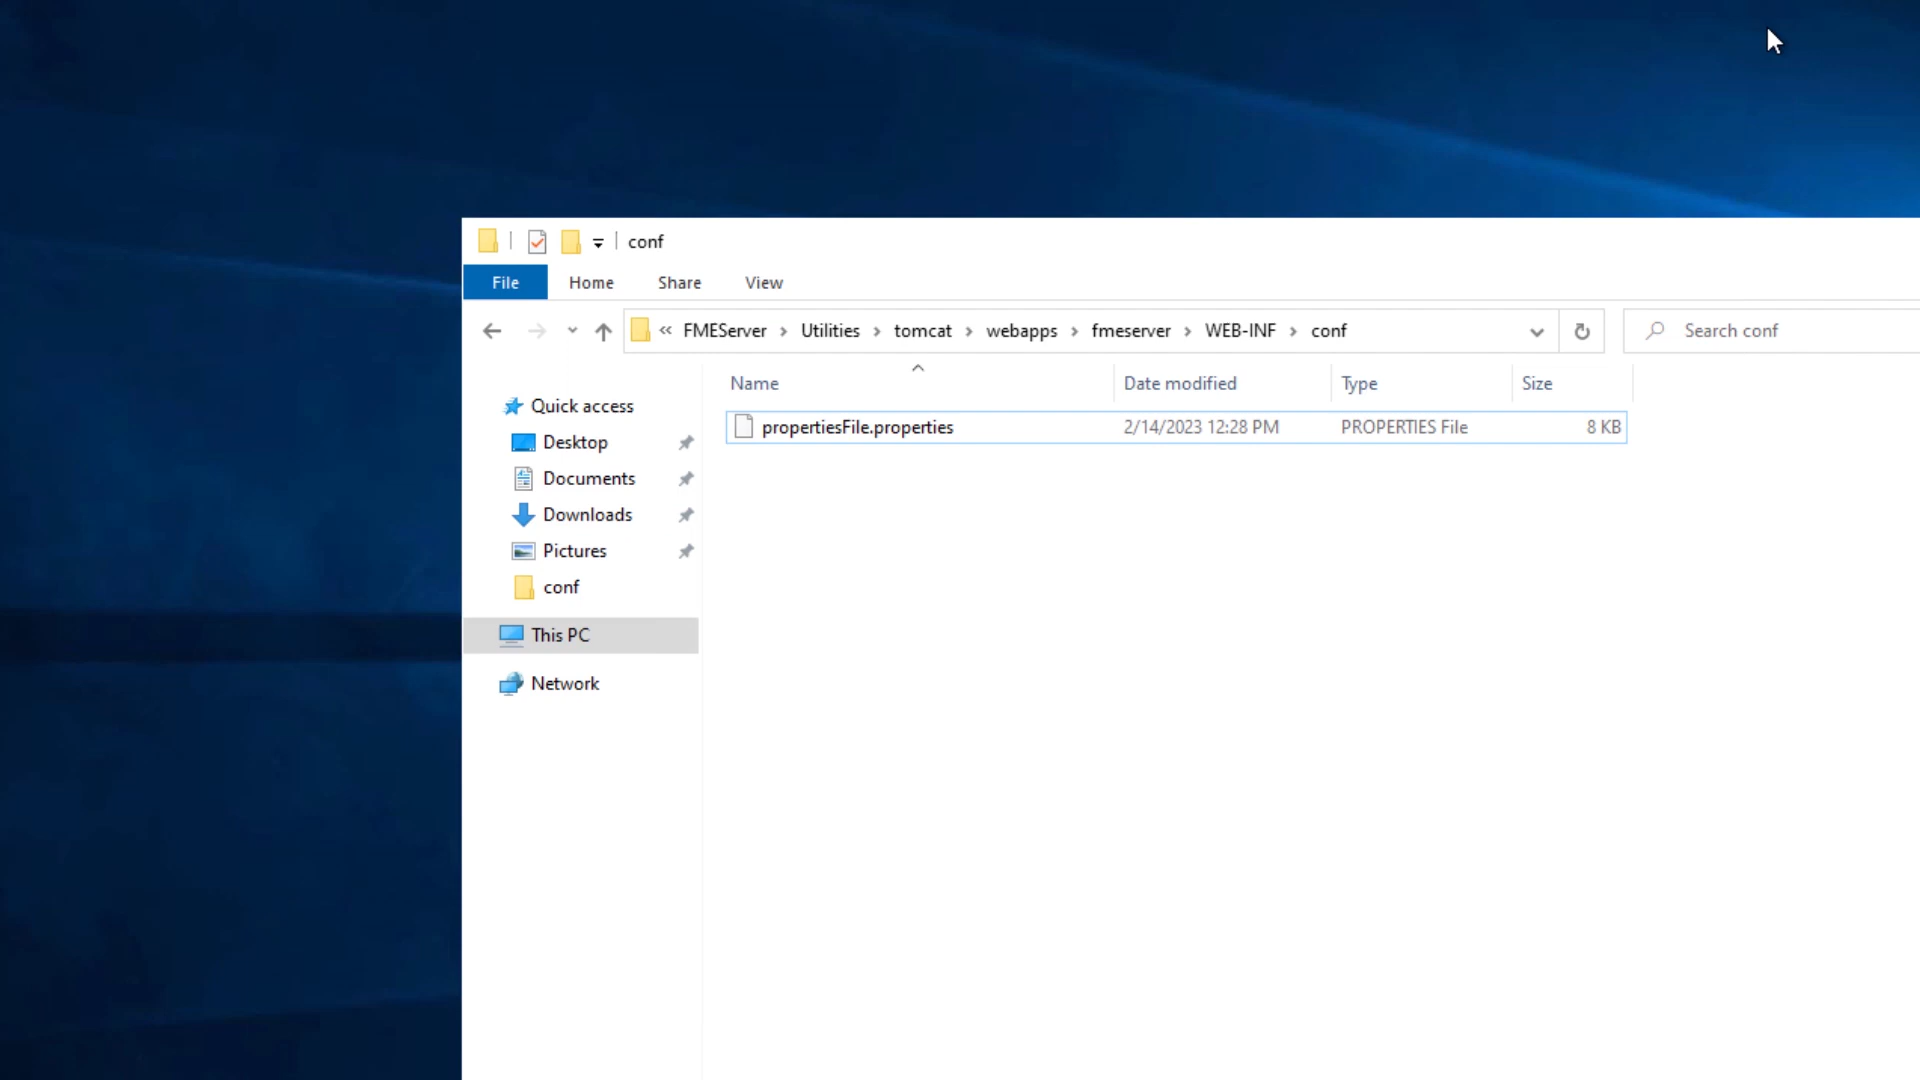 conf
File Home Share View
« FMEServer > Utilities > tomcat > webapps > fmeserver > WEB-INF > conf Search conf
Name Date modified Type Size
propertiesFile.properties 2/14/2023 12:28 PM PROPERTIES File 8 KB
Quick access
Desktop
Documents
Downloads
Pictures
conf
This PC
Network